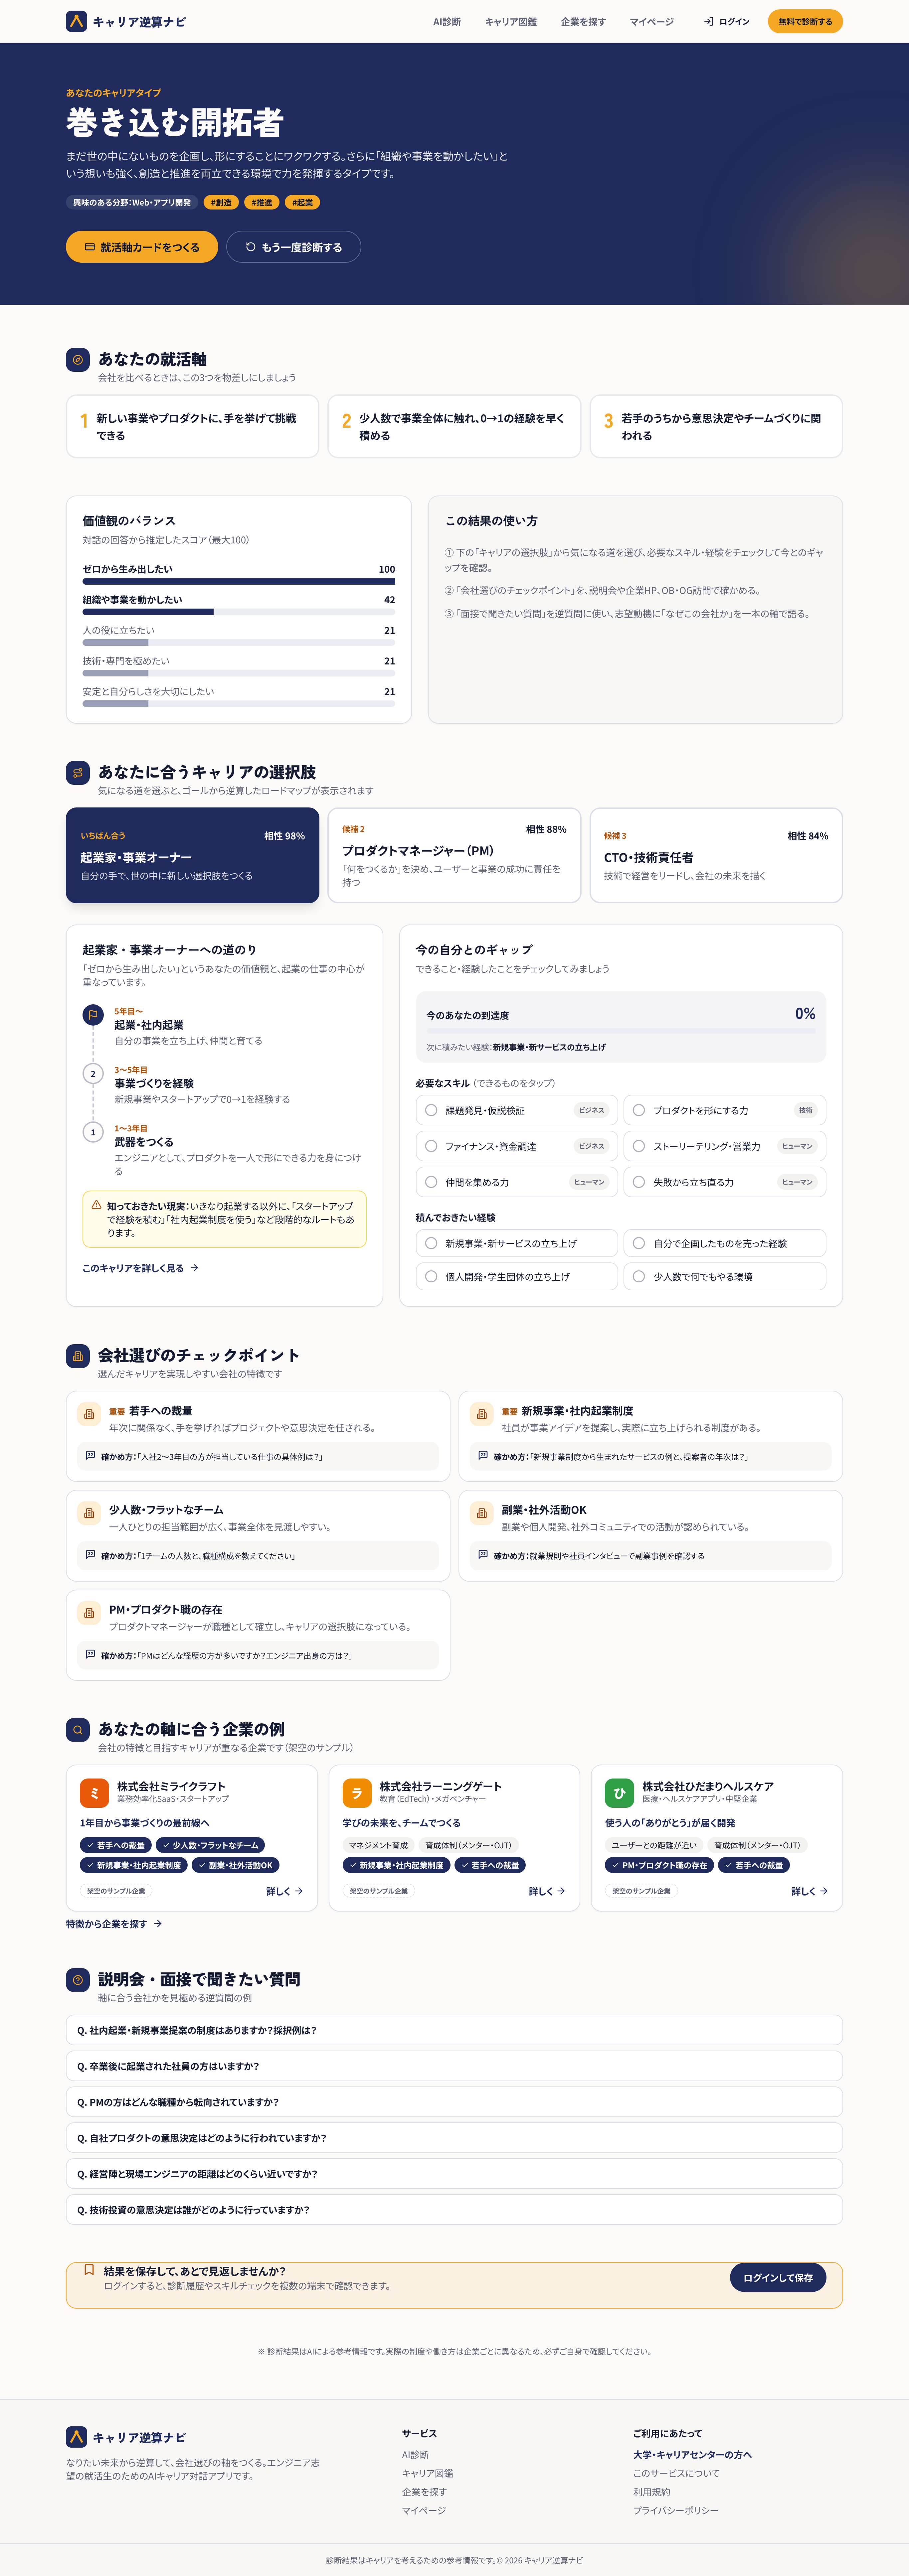 キャリア逆算ナビ
AI診断
キャリア図鑑
企業を探す
マイページ
ログイン
無料で診断する
あなたのキャリアタイプ
巻き込む開拓者
まだ世の中にないものを企画し、形にすることにワクワクする。さらに「組織や事業を動かしたい」と
いう想いも強く、創造と推進を両立できる環境で力を発揮するタイプです。
興味のある分野：Web・アプリ開発
#創造
#推進
#起業
就活軸カードをつくる
もう一度診断する
あなたの就活軸
会社を比べるときは、この3つを物差しにしましょう
1 新しい事業やプロダクトに、手を挙げて挑戦
できる
2 少人数で事業全体に触れ、0→1の経験を早く
積める
3 若手のうちから意思決定やチームづくりに関
われる
価値観のバランス
対話の回答から推定したスコア（最大100）
ゼロから生み出したい 100
組織や事業を動かしたい 42
人の役に立ちたい 21
技術・専門を極めたい 21
安定と自分らしさを大切にしたい 21
この結果の使い方
① 下の「キャリアの選択肢」から気になる道を選び、必要なスキル・経験をチェックして今とのギャ
ップを確認。
② 「会社選びのチェックポイント」を、説明会や企業HP、OB・OG訪問で確かめる。
③ 「面接で聞きたい質問」を逆質問に使い、志望動機に「なぜこの会社か」を一本の軸で語る。
あなたに合うキャリアの選択肢
気になる道を選ぶと、ゴールから逆算したロードマップが表示されます
いちばん合う 相性 98%
起業家・事業オーナー
自分の手で、世の中に新しい選択肢をつくる
候補 2 相性 88%
プロダクトマネージャー（PM）
「何をつくるか」を決め、ユーザーと事業の成功に責任を
持つ
候補 3 相性 84%
CTO・技術責任者
技術で経営をリードし、会社の未来を描く
起業家・事業オーナーへの道のり
「ゼロから生み出したい」というあなたの価値観と、起業の仕事の中心が
重なっています。
5年目〜
起業・社内起業
自分の事業を立ち上げ、仲間と育てる
2
3〜5年目
事業づくりを経験
新規事業やスタートアップで0→1を経験する
1
1〜3年目
武器をつくる
エンジニアとして、プロダクトを一人で形にできる力を身につけ
る
知っておきたい現実：いきなり起業する以外に、「スタートアップ
で経験を積む」「社内起業制度を使う」など段階的なルートもあ
ります。
このキャリアを詳しく見る
今の自分とのギャップ
できること・経験したことをチェックしてみましょう
今のあなたの到達度 0%
次に積みたい経験：新規事業・新サービスの立ち上げ
必要なスキル（できるものをタップ）
課題発見・仮説検証 ビジネス
プロダクトを形にする力 技術
ファイナンス・資金調達 ビジネス
ストーリーテリング・営業力 ヒューマン
仲間を集める力 ヒューマン
失敗から立ち直る力 ヒューマン
積んでおきたい経験
新規事業・新サービスの立ち上げ
自分で企画したものを売った経験
個人開発・学生団体の立ち上げ
少人数で何でもやる環境
会社選びのチェックポイント
選んだキャリアを実現しやすい会社の特徴です
重要 若手への裁量
年次に関係なく、手を挙げればプロジェクトや意思決定を任される。
確かめ方：「入社2〜3年目の方が担当している仕事の具体例は？」
重要 新規事業・社内起業制度
社員が事業アイデアを提案し、実際に立ち上げられる制度がある。
確かめ方：「新規事業制度から生まれたサービスの例と、提案者の年次は？」
少人数・フラットなチーム
一人ひとりの担当範囲が広く、事業全体を見渡しやすい。
確かめ方：「1チームの人数と、職種構成を教えてください」
副業・社外活動OK
副業や個人開発、社外コミュニティでの活動が認められている。
確かめ方：就業規則や社員インタビューで副業事例を確認する
PM・プロダクト職の存在
プロダクトマネージャーが職種として確立し、キャリアの選択肢になっている。
確かめ方：「PMはどんな経歴の方が多いですか？エンジニア出身の方は？」
あなたの軸に合う企業の例
会社の特徴と目指すキャリアが重なる企業です（架空のサンプル）
ミ
株式会社ミライクラフト
業務効率化SaaS・スタートアップ
1年目から事業づくりの最前線へ
若手への裁量
少人数・フラットなチーム
新規事業・社内起業制度
副業・社外活動OK
架空のサンプル企業
詳しく
ラ
株式会社ラーニングゲート
教育（EdTech）・メガベンチャー
学びの未来を、チームでつくる
マネジメント育成
育成体制（メンター・OJT）
新規事業・社内起業制度
若手への裁量
架空のサンプル企業
詳しく
ひ
株式会社ひだまりヘルスケア
医療・ヘルスケアアプリ・中堅企業
使う人の「ありがとう」が届く開発
ユーザーとの距離が近い
育成体制（メンター・OJT）
PM・プロダクト職の存在
若手への裁量
架空のサンプル企業
詳しく
特徴から企業を探す
説明会・面接で聞きたい質問
軸に合う会社かを見極める逆質問の例
Q. 社内起業・新規事業提案の制度はありますか？採択例は？
Q. 卒業後に起業された社員の方はいますか？
Q. PMの方はどんな職種から転向されていますか？
Q. 自社プロダクトの意思決定はどのように行われていますか？
Q. 経営陣と現場エンジニアの距離はどのくらい近いですか？
Q. 技術投資の意思決定は誰がどのように行っていますか？
結果を保存して、あとで見返しませんか？
ログインすると、診断履歴やスキルチェックを複数の端末で確認できます。
ログインして保存
※ 診断結果はAIによる参考情報です。実際の制度や働き方は企業ごとに異なるため、必ずご自身で確認してください。
キャリア逆算ナビ
なりたい未来から逆算して、会社選びの軸をつくる。エンジニア志
望の就活生のためのAIキャリア対話アプリです。
サービス
AI診断
キャリア図鑑
企業を探す
マイページ
ご利用にあたって
大学・キャリアセンターの方へ
このサービスについて
利用規約
プライバシーポリシー
診断結果はキャリアを考えるための参考情報です。© 2026 キャリア逆算ナビ